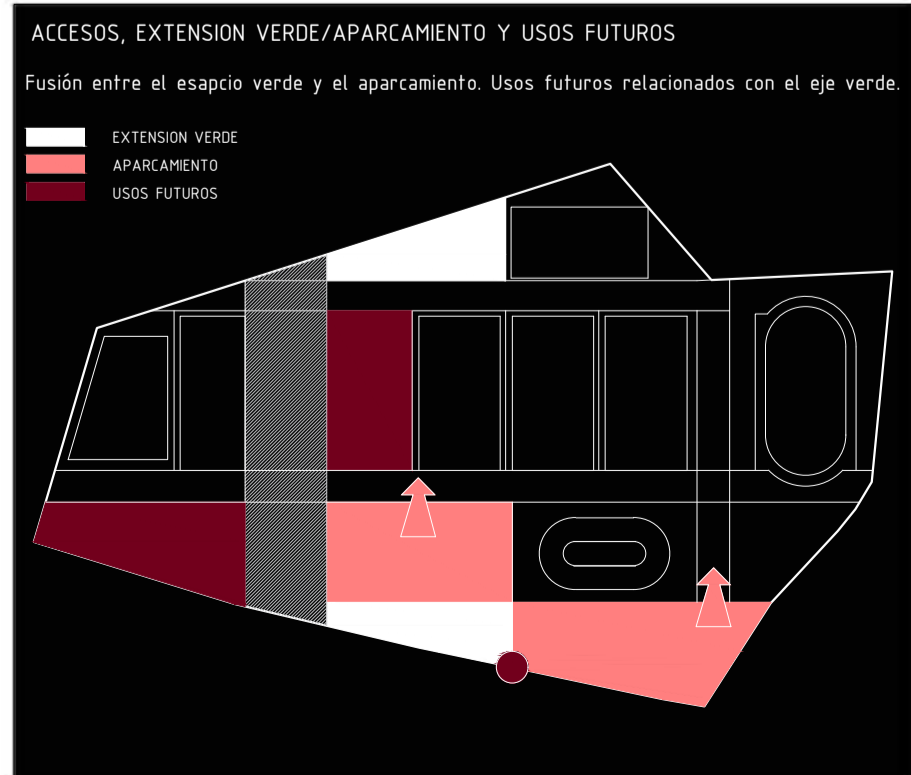 ACCESOS, EXTENSION VERDE/APARCAMIENTO Y USOS FUTUROS
Fusión entre el esapcio verde y el aparcamiento. Usos futuros relacionados con el eje verde.
EXTENSION VERDE
APARCAMIENTO
USOS FUTUROS